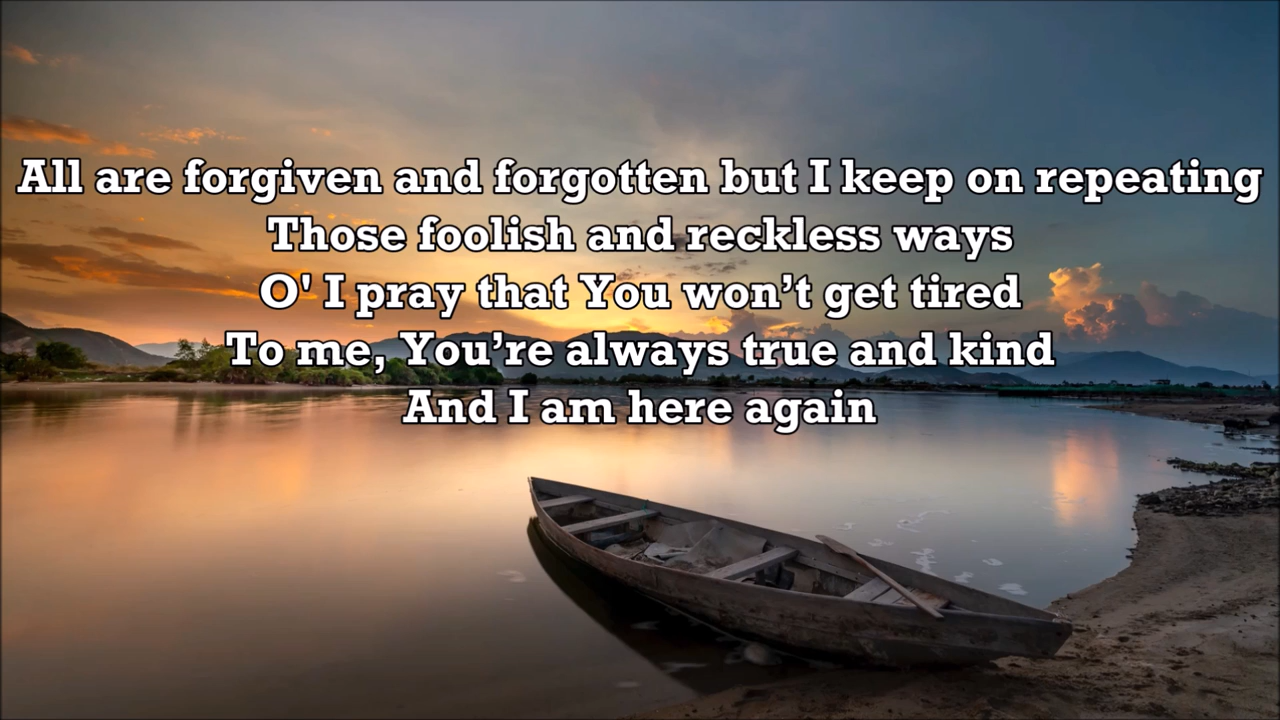 All are forgiven and forgotten but I keep on repeating
Those foolish and reckless ways
O' I pray that You won’t get tired
To me, You’re always true and kind
And I am here again